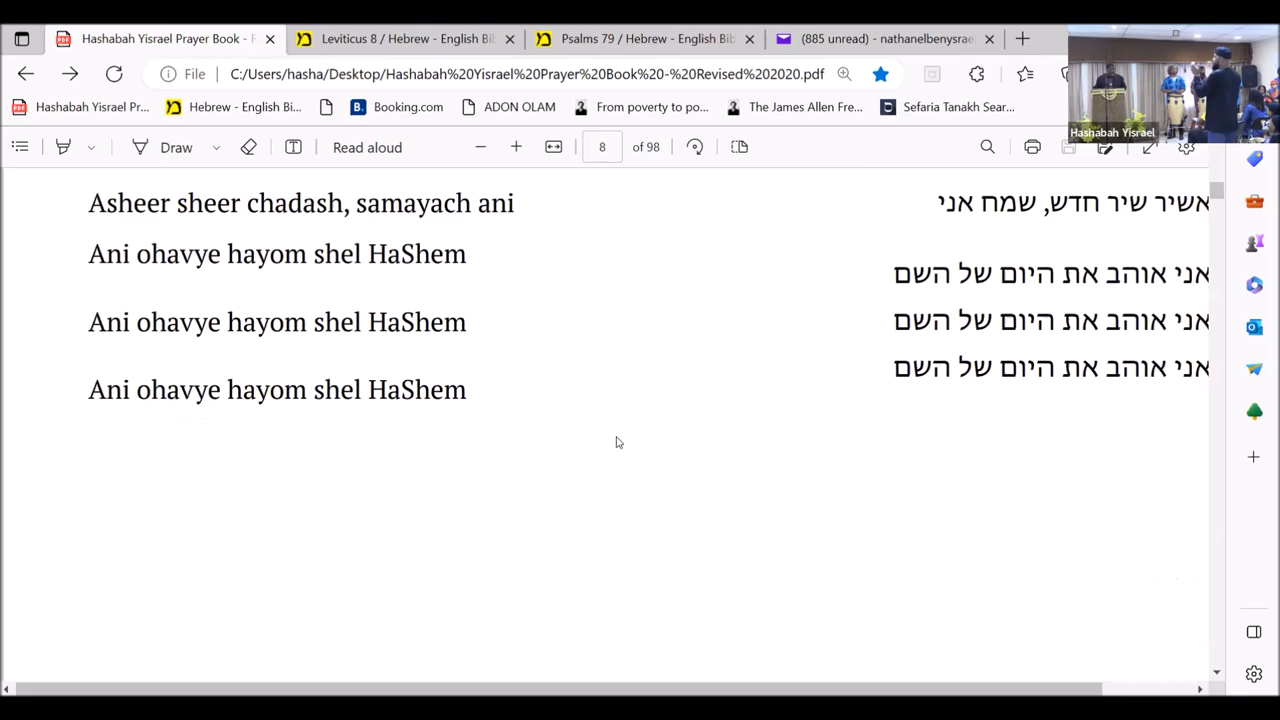 Hashabah Yisrael Prayer Book - R
Leviticus 8 / Hebrew - English Bi
Psalms 79 / Hebrew - English Bib
(885 unread) - nathanelbenysrae
File
C:/Users/hasha/Desktop/Hashabah%20Yisrael%20Prayer%20Book%20-%20Revised%202020.pdf
Hashabah Yisrael Pr...
Hebrew - English Bi...
B.
Booking.com
ADON OLAM
From poverty to po...
The James Allen Fre...
Sefaria Tanakh Sear...
Hashabah Yisrael
Draw
Read aloud
8
of 98
Asheer sheer chadash, samayach ani
אשיר שיר חדש, שמח אני
Ani ohavye hayom shel HaShem
אני אוהב את היום של השם
Ani ohavye hayom shel HaShem
אני אוהב את היום של השם
Ani ohavye hayom shel HaShem
אני אוהב את היום של השם